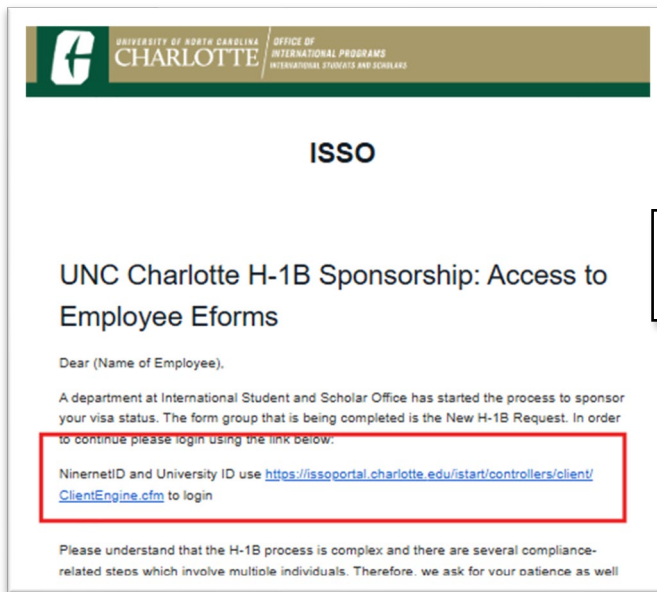 UNIVERSITY OF NORTH CAROLINA
CHARLOTTE
OFFICE OF
INTERNATIONAL PROGRAMS
INTERNATIONAL STUDENTS AND SCHOLARS
ISSO
UNC Charlotte H-1B Sponsorship: Access to
Employee Eforms
Dear (Name of Employee),
A department at International Student and Scholar Office has started the process to sponsor
your visa status. The form group that is being completed is the New H-1B Request. In order
to continue please login using the link below:
NinernetID and University ID use https://issoportal.charlotte.edu/istart/controllers/client/
ClientEngine.cfm to login
Please understand that the H-1B process is complex and there are several compliance-
related steps which involve multiple individuals. Therefore, we ask for your patience as well